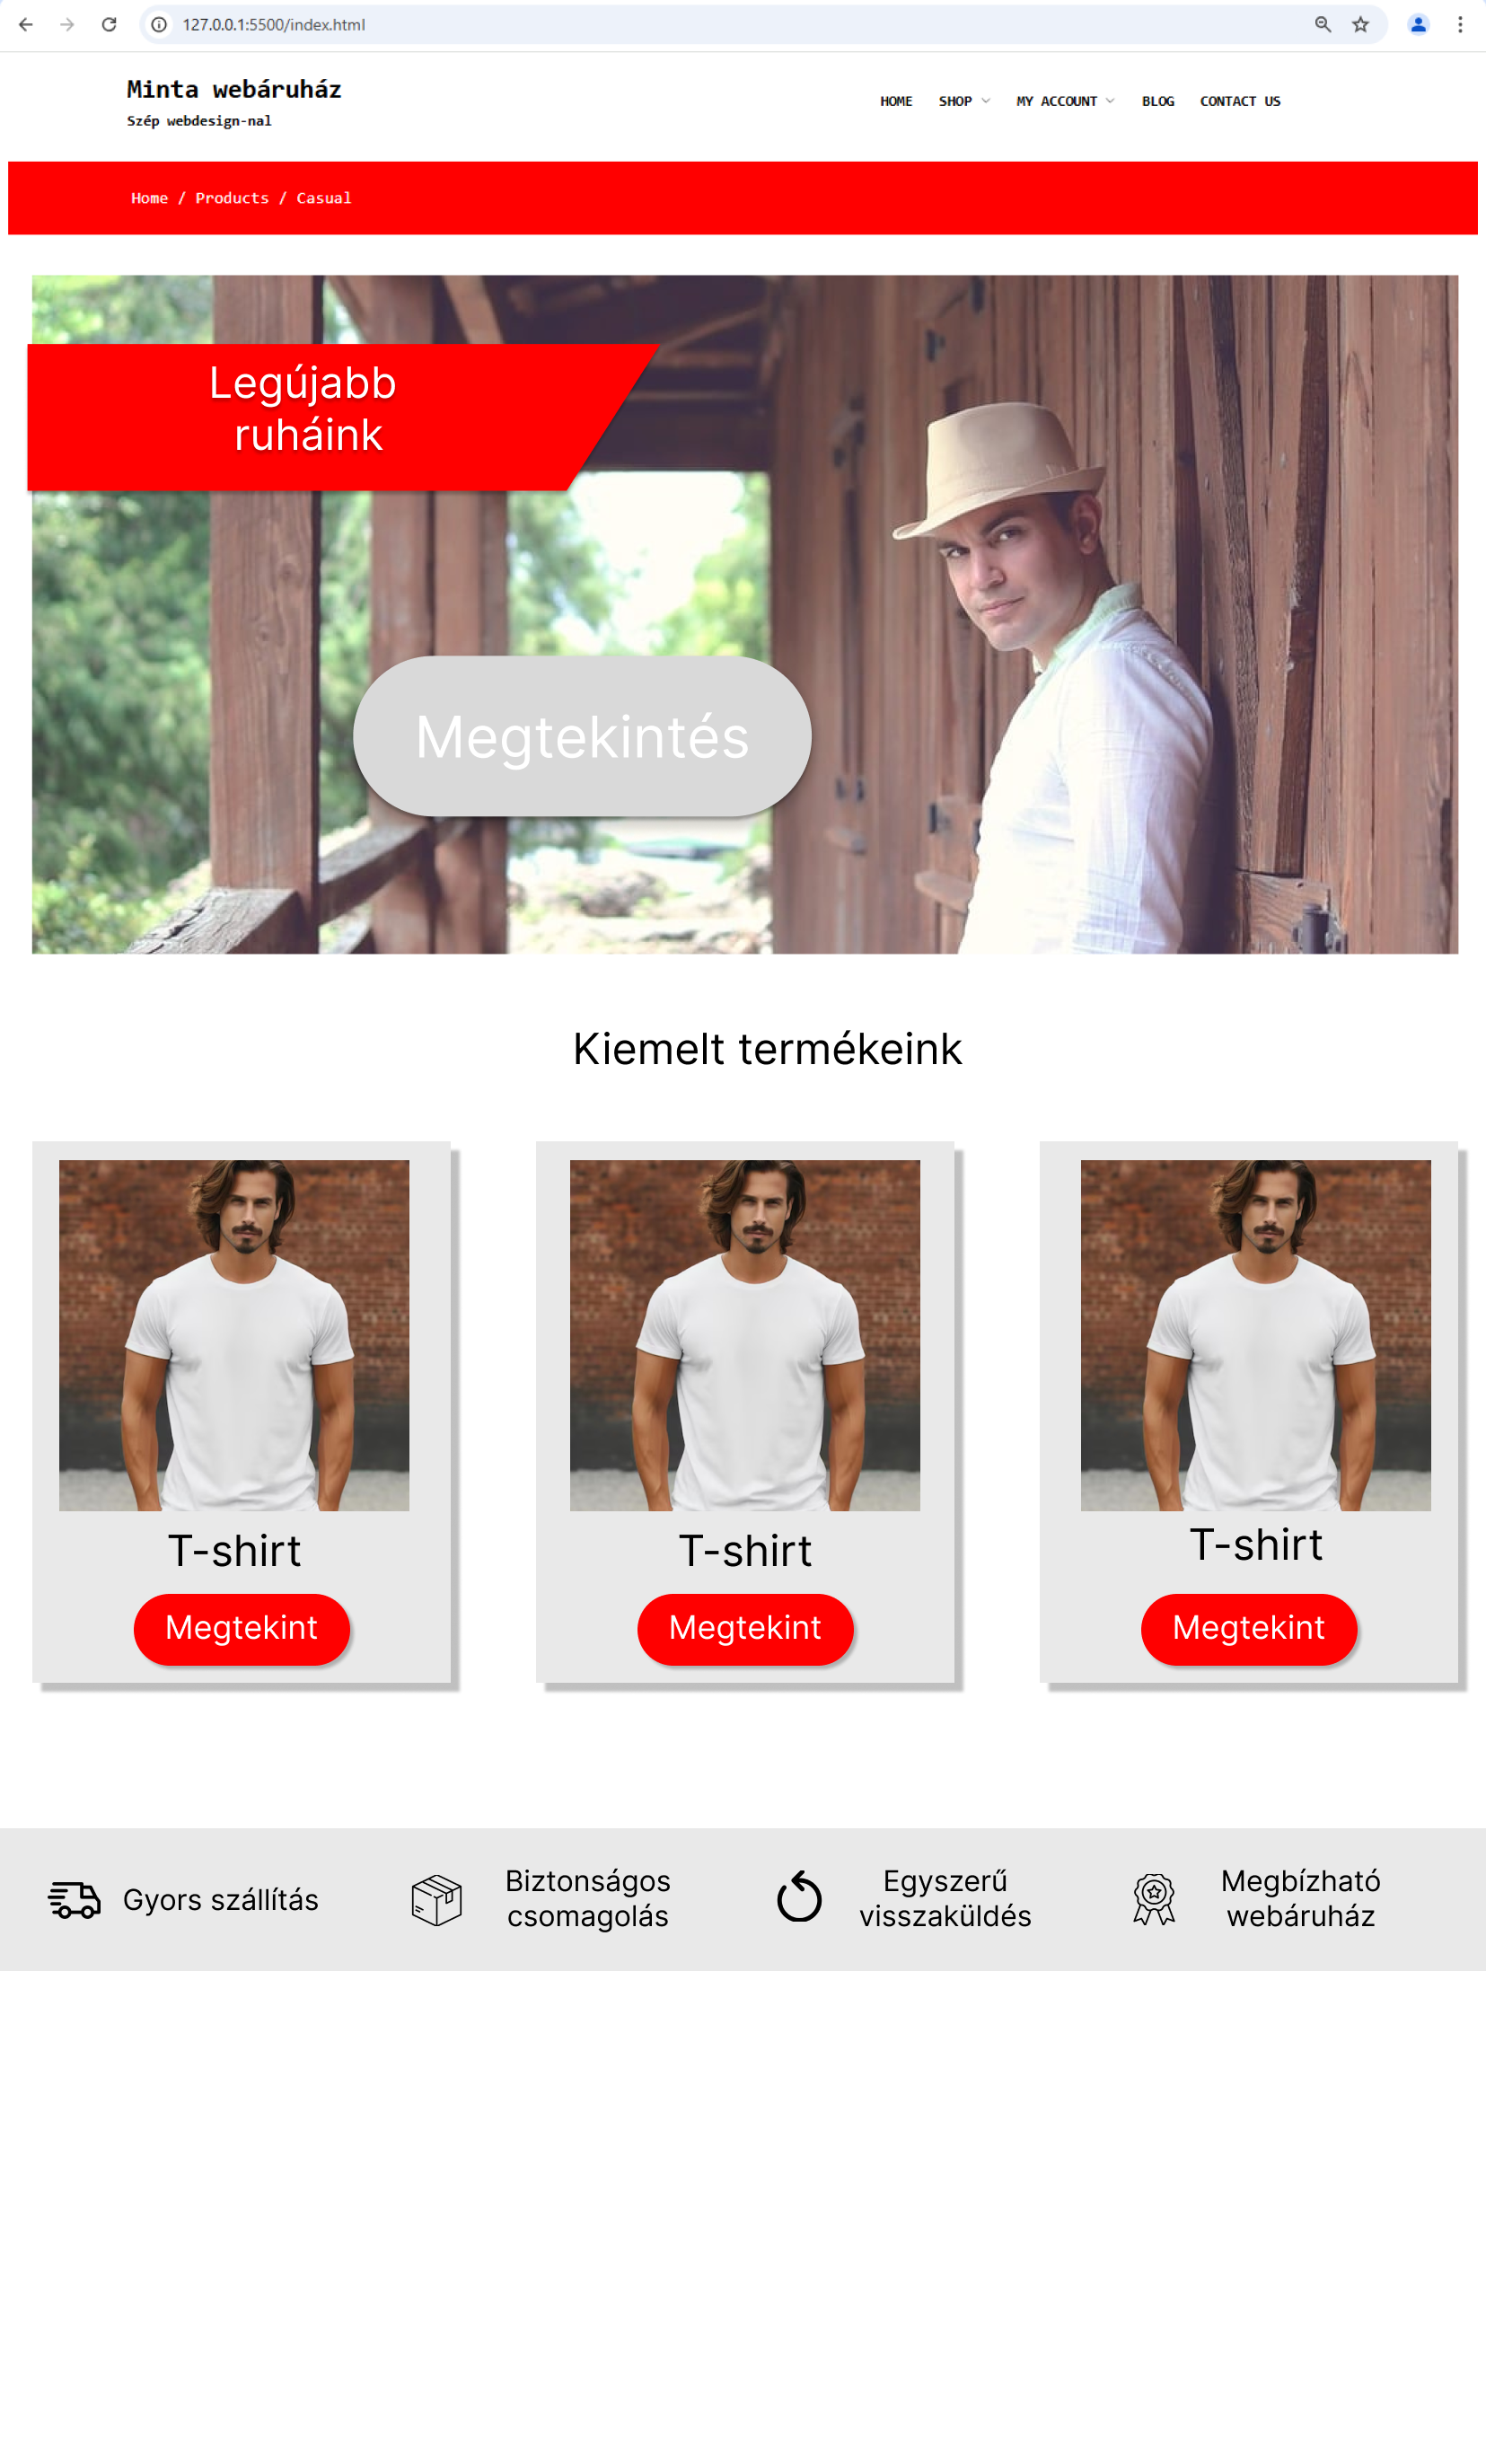 127.0.0.1:5500/index.html
Minta webáruház
Szép webdesign-nal
HOME SHOP MY ACCOUNT BLOG CONTACT US
Home / Products / Casual
Legújabb
ruháink
Megtekintés
Kiemelt termékeink
T-shirt T-shirt T-shirt
Megtekint Megtekint Megtekint
Gyors szállítás
Biztonságos
csomagolás
Egyszerű
visszaküldés
Megbízható
webáruház